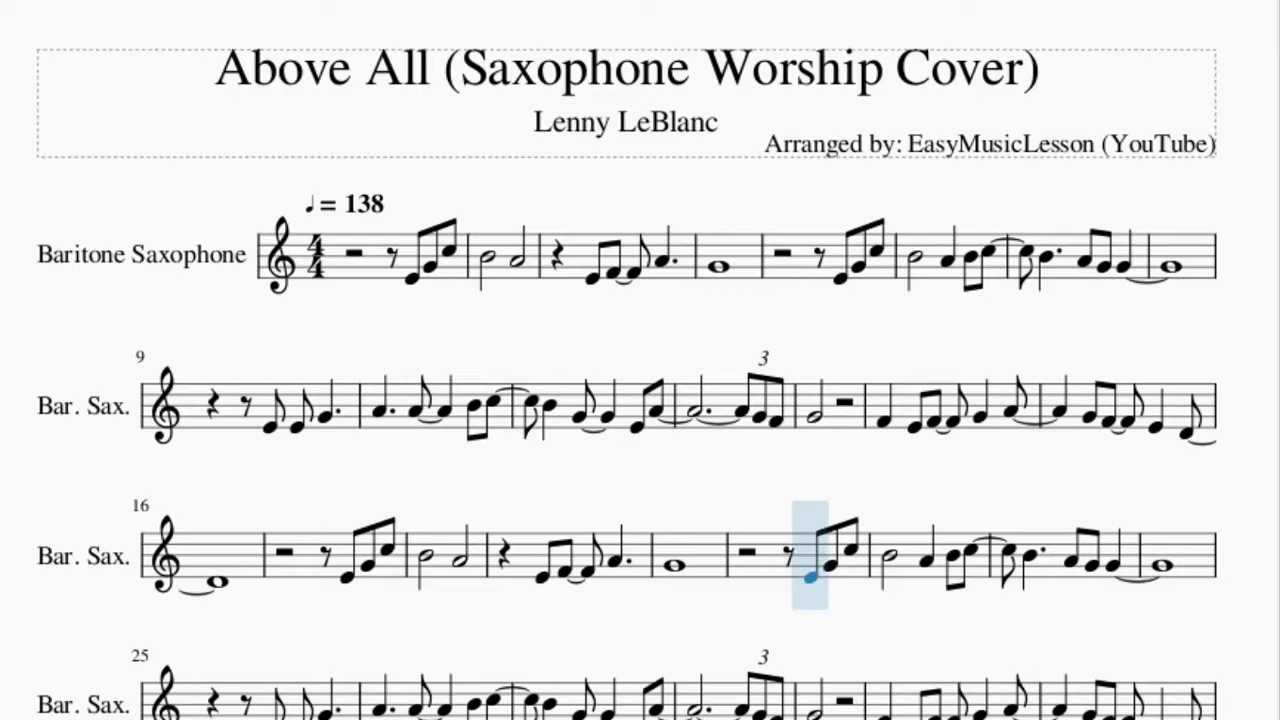 Above All (Saxophone Worship Cover)
Lenny LeBlanc
Arranged by: EasyMusicLesson (YouTube)
♩ = 138
Baritone Saxophone
4
4
9
3
Bar. Sax.
16
Bar. Sax.
25
3
Bar. Sax.